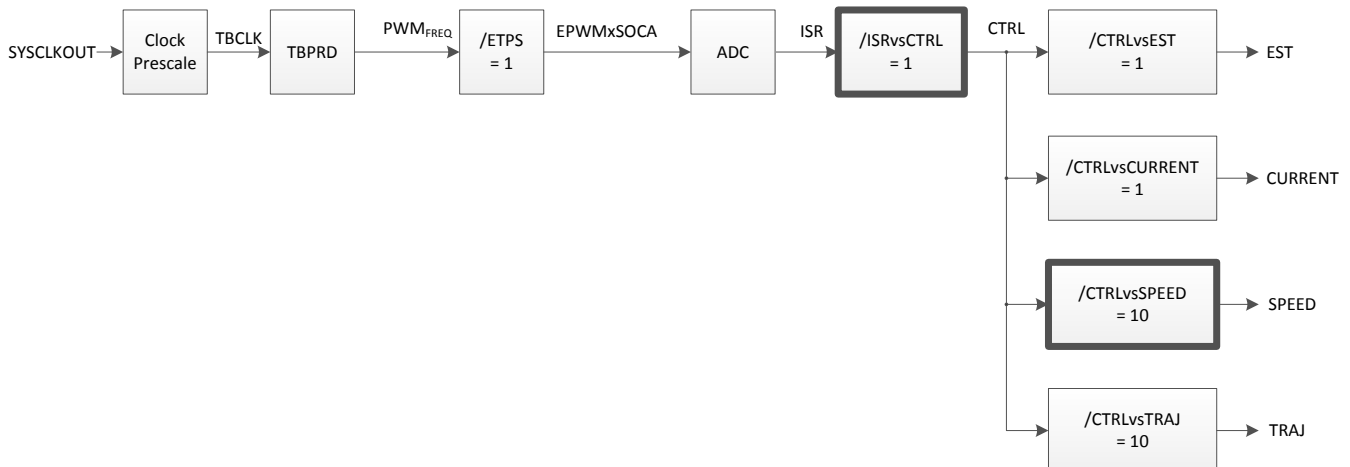 SYSCLKOUT
Clock
Prescale
TBCLK
TBPRD
PWMFREQ
/ETPS
= 1
EPWMxSOCA
ADC
ISR
/ISRvsCTRL
= 1
CTRL
/CTRLvsEST
= 1
EST
/CTRLvsCURRENT
= 1
CURRENT
/CTRLvsSPEED
= 10
SPEED
/CTRLvsTRAJ
= 10
TRAJ